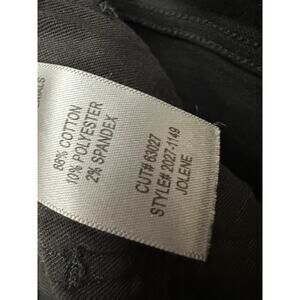 88% COTTON
10% POLYESTER
2% SPANDEX
CUT# 63027
STYLE# 2027-1149
JOLENE